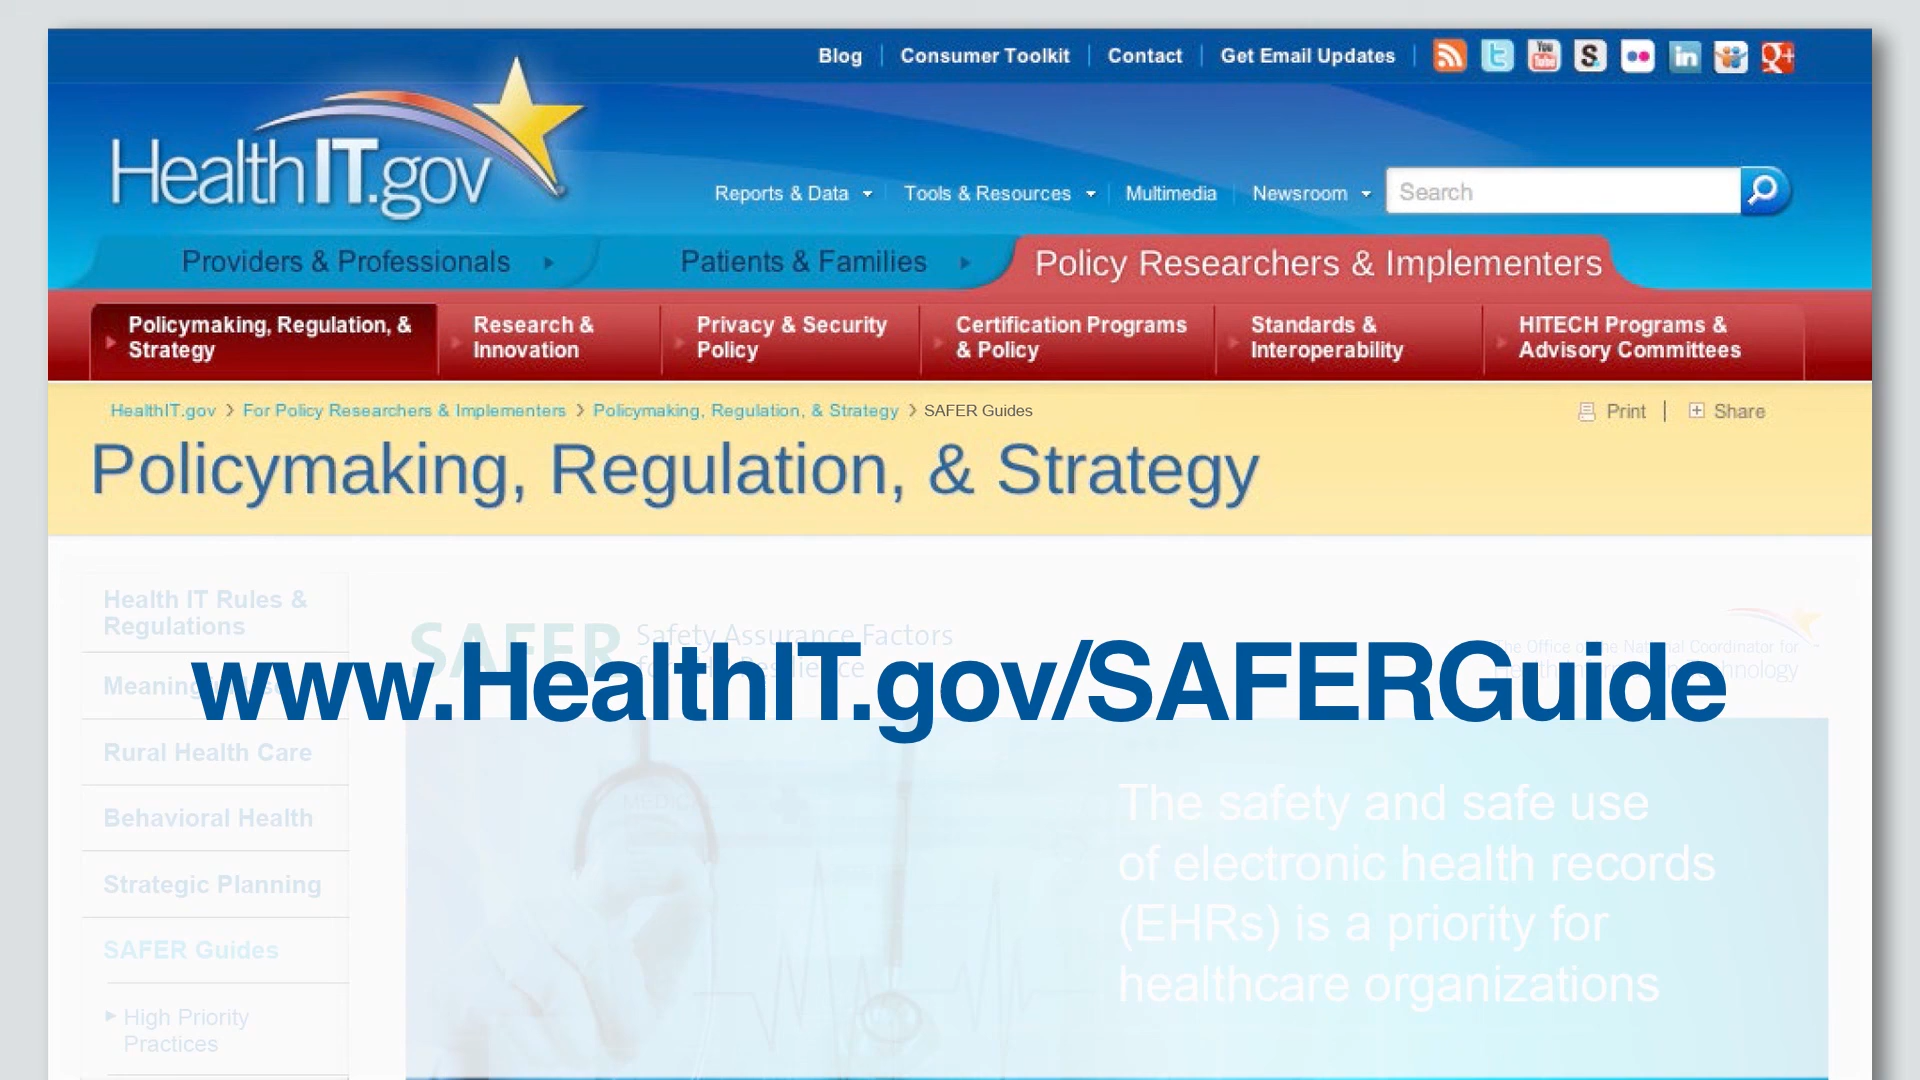 Blog Consumer Toolkit Contact Get Email Updates
HealthIT.gov
Reports & Data Tools & Resources Multimedia Newsroom Search
Providers & Professionals Patients & Families Policy Researchers & Implementers
Policymaking, Regulation, & Strategy
Research & Innovation
Privacy & Security Policy
Certification Programs & Policy
Standards & Interoperability
HITECH Programs & Advisory Committees
HealthIT.gov > For Policy Researchers & Implementers > Policymaking, Regulation, & Strategy > SAFER Guides
Print | Share
Policymaking, Regulation, & Strategy
Health IT Rules &
Regulations
SAFER Safety Assurance Factors
www.HealthIT.gov/SAFERGuide
Rural Health Care
Behavioral Health
Strategic Planning
SAFER Guides
High Priority
Practices
The safety and safe use
of electronic health records
(EHRs) is a priority for
healthcare organizations